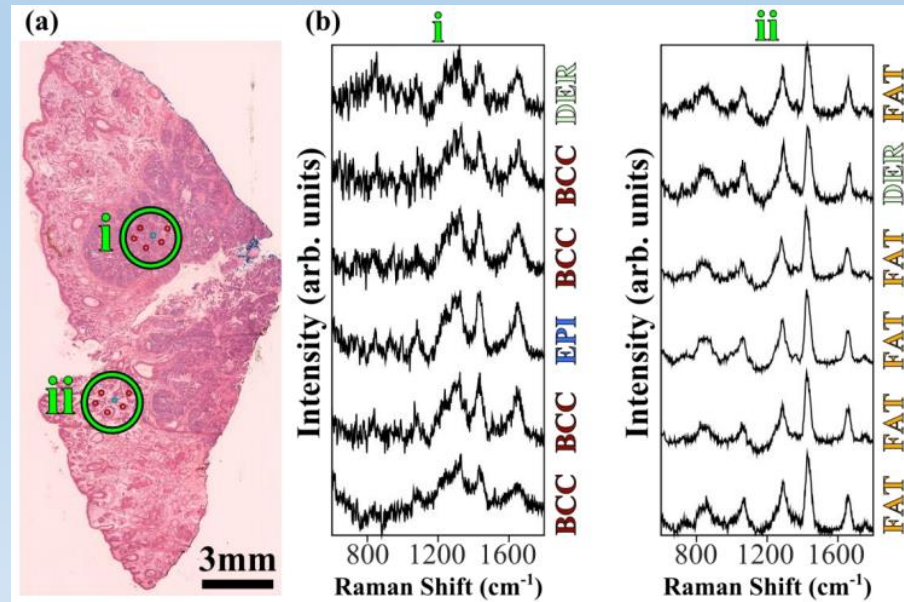 (a)
i
ii
3mm
(b)
i
Intensity (arb. units)
DER
BCC
BCC
EPI
BCC
BCC
800 1200 1600
Raman Shift (cm⁻¹)
ii
Intensity (arb. units)
FAT
DER
FAT
FAT
FAT
FAT
800 1200 1600
Raman Shift (cm⁻¹)